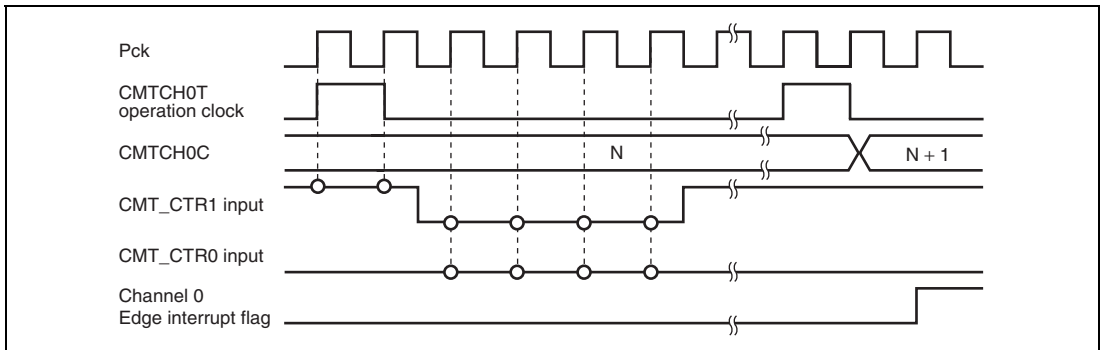 Pck
CMTCH0T
operation clock
CMTCH0C
N
N + 1
CMT_CTR1 input
CMT_CTR0 input
Channel 0
Edge interrupt flag